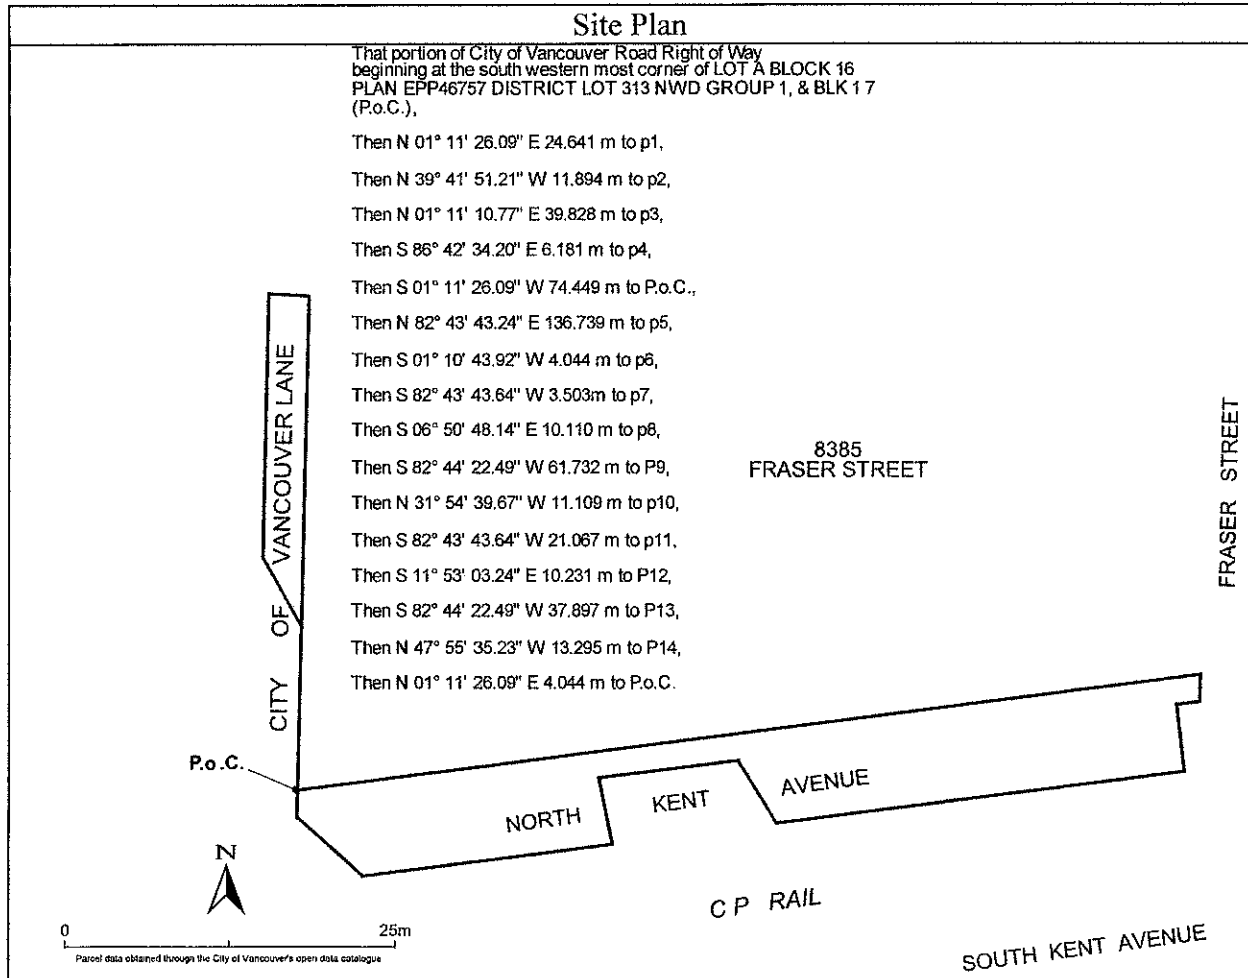 Site Plan
That portion of City of Vancouver Road Right of Way
beginning at the south western most corner of LOT A BLOCK 16
PLAN EPP46757 DISTRICT LOT 313 NWD GROUP 1, & BLK 1 7
(P.o.C.),
Then N 01° 11' 26.09" E 24.641 m to p1,
Then N 39° 41' 51.21" W 11.894 m to p2,
Then N 01° 11' 10.77" E 39.828 m to p3,
Then S 86° 42' 34.20" E 6.181 m to p4,
Then S 01° 11' 26.09" W 74.449 m to P.o.C.,
Then N 82° 43' 43.24" E 136.739 m to p5,
Then S 01° 10' 43.92" W 4.044 m to p6,
Then S 82° 43' 43.64" W 3.503m to p7,
Then S 06° 50' 48.14" E 10.110 m to p8,
Then S 82° 44' 22.49" W 61.732 m to P9,
Then N 31° 54' 39.67" W 11.109 m to p10,
Then S 82° 43' 43.64" W 21.067 m to p11,
Then S 11° 53' 03.24" E 10.231 m to P12,
Then S 82° 44' 22.49" W 37.897 m to P13,
Then N 47° 55' 35.23" W 13.295 m to P14,
Then N 01° 11' 26.09" E 4.044 m to P.o.C.
CITY OF VANCOUVER LANE
8385
FRASER STREET
FRASER STREET
P.o.C.
NORTH KENT AVENUE
N
C P RAIL
SOUTH KENT AVENUE
0 25m
Parcel data obtained through the City of Vancouver's open data catalogue